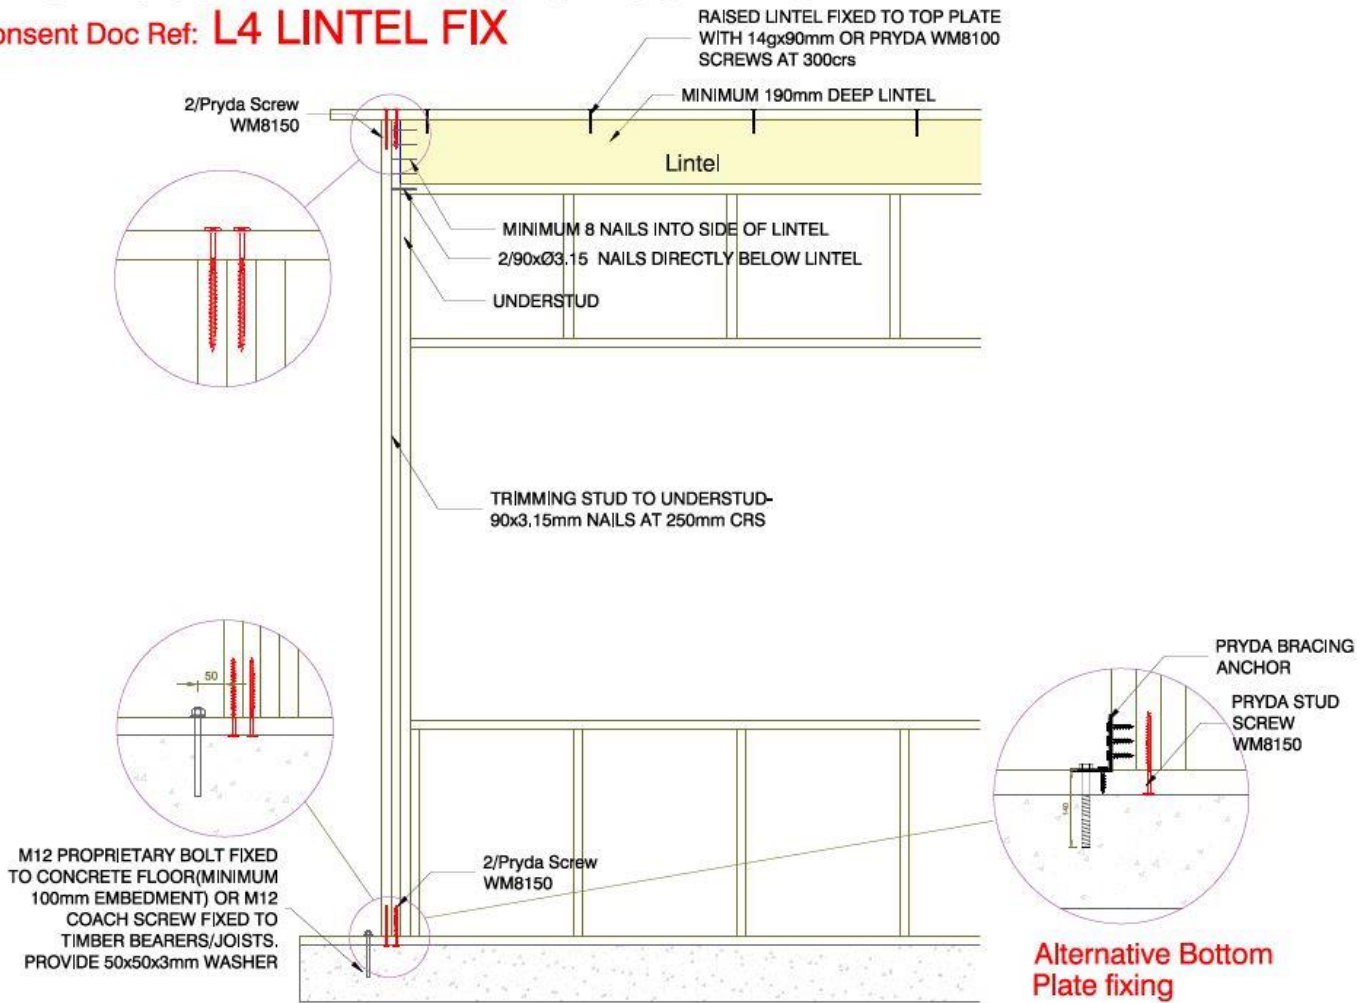 onsent Doc Ref: L4 LINTEL FIX
RAISED LINTEL FIXED TO TOP PLATE
WITH 14gx90mm OR PRYDA WM8100
SCREWS AT 300crs
2/Pryda Screw
WM8150
MINIMUM 190mm DEEP LINTEL
Lintel
MINIMUM 8 NAILS INTO SIDE OF LINTEL
2/90xØ3.15 NAILS DIRECTLY BELOW LINTEL
UNDERSTUD
TRIMMING STUD TO UNDERSTUD-
90x3.15mm NAILS AT 250mm CRS
50
PRYDA BRACING
ANCHOR
PRYDA STUD
SCREW
WM8150
140
M12 PROPRIETARY BOLT FIXED
TO CONCRETE FLOOR(MINIMUM
100mm EMBEDMENT) OR M12
COACH SCREW FIXED TO
TIMBER BEARERS/JOISTS.
PROVIDE 50x50x3mm WASHER
2/Pryda Screw
WM8150
Alternative Bottom
Plate fixing